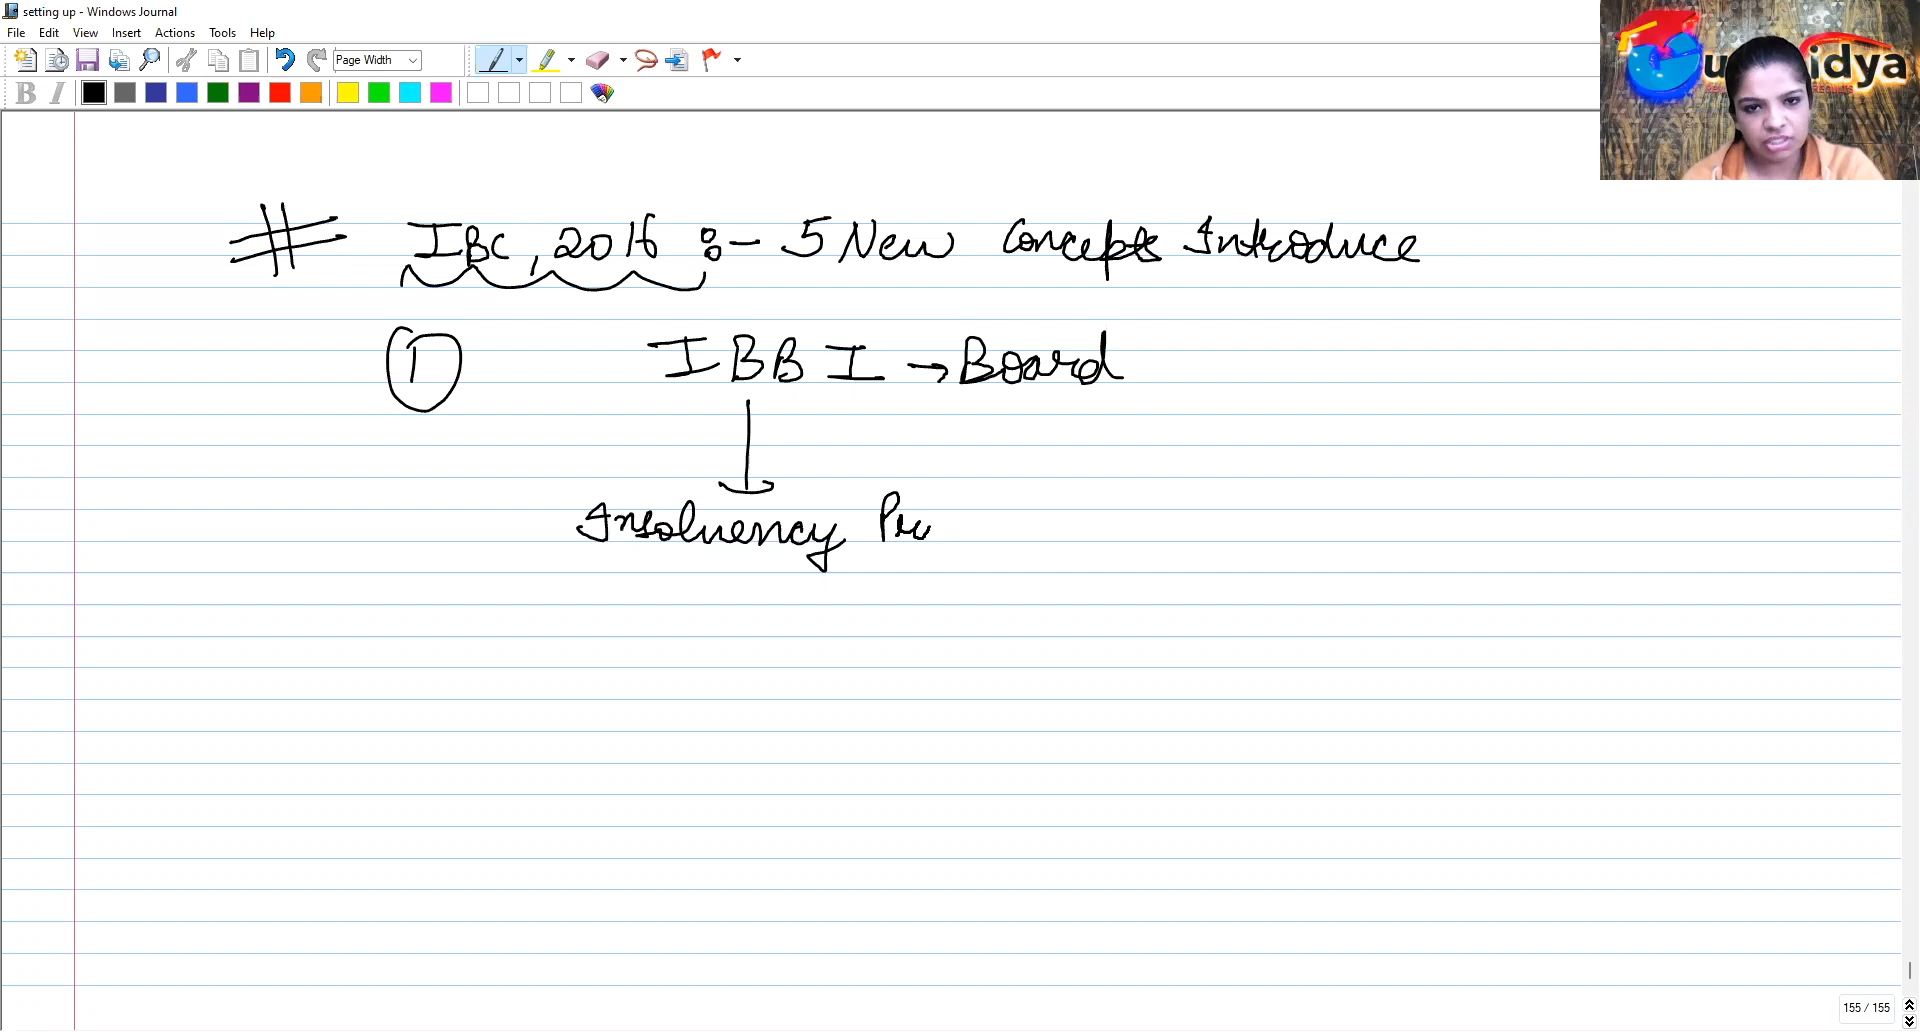 setting up - Windows Journal
File Edit View Insert Actions Tools Help
Page Width
B I
# IBC, 2016 :- 5 New Concepts Introduce
1 IBBI → Board
Insolvency
155 / 155